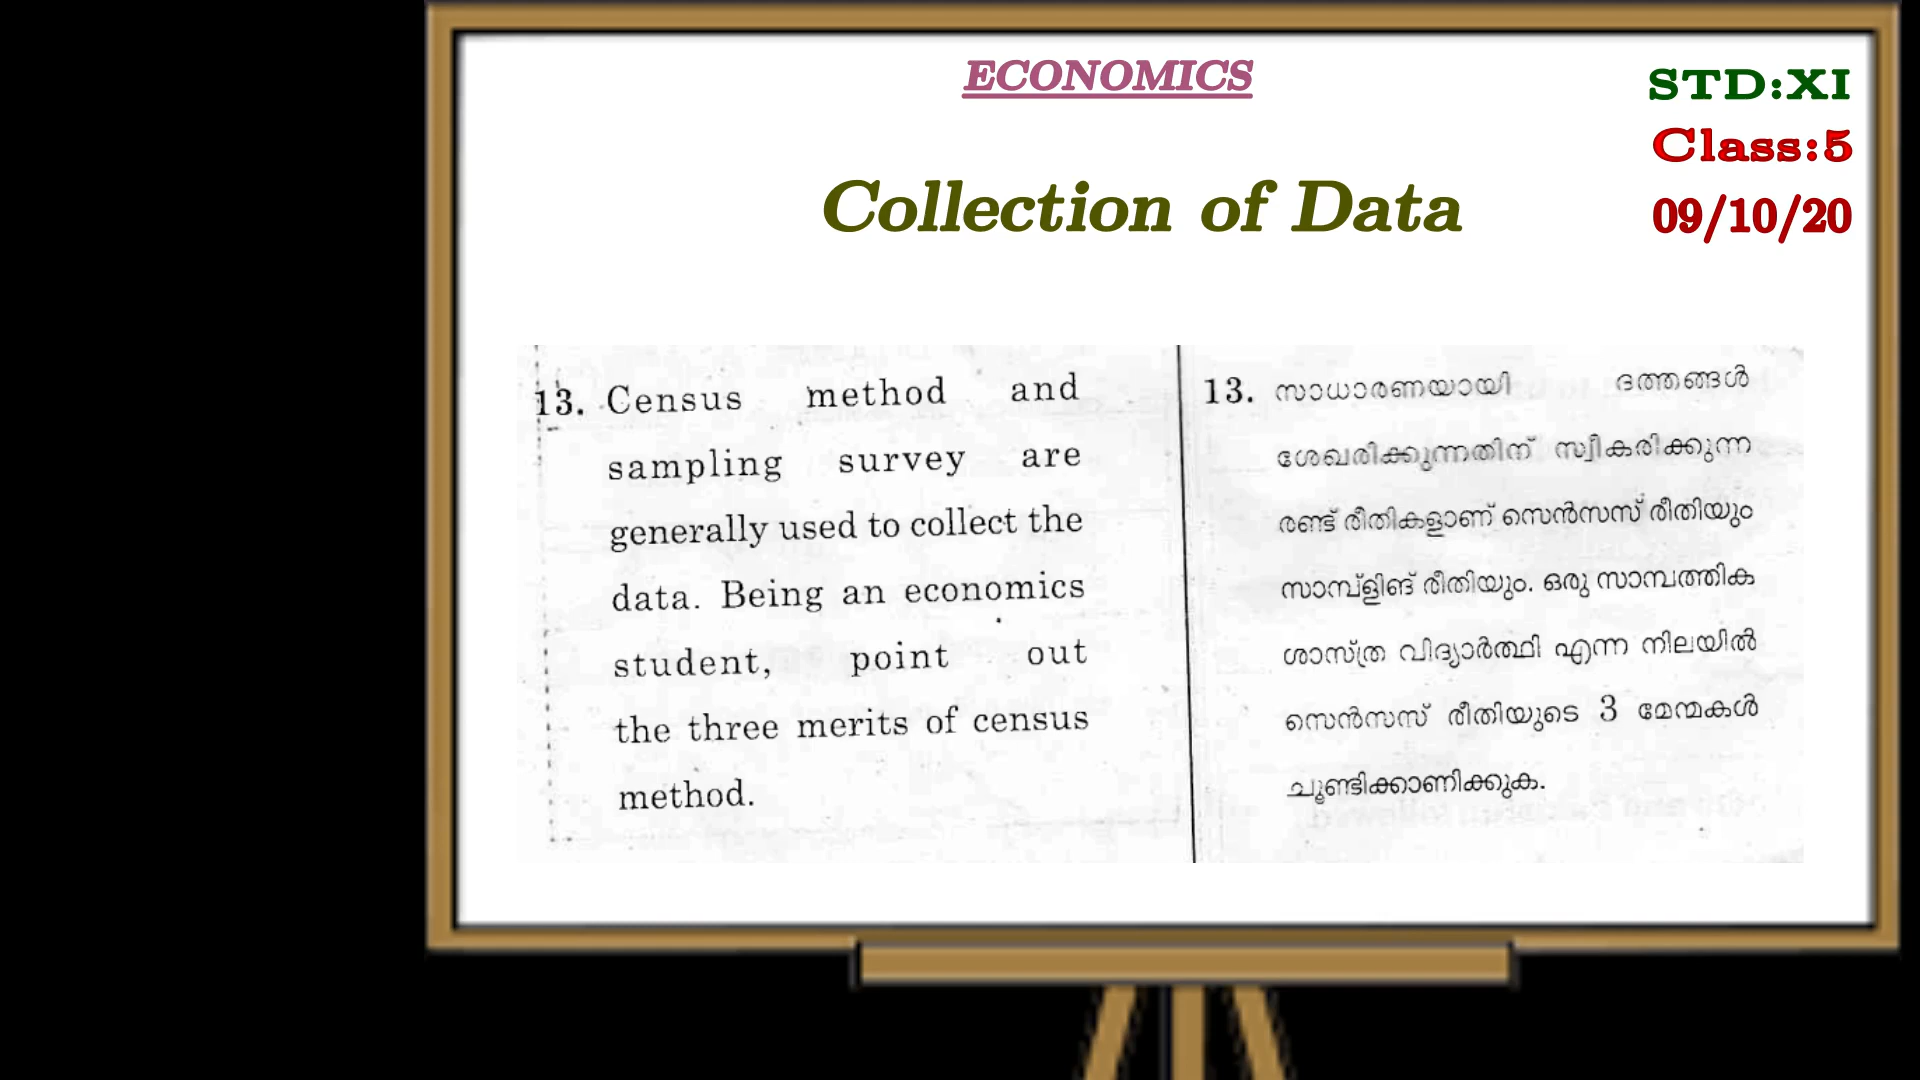 ECONOMICS
STD:XI
Class:5
09/10/20
Collection of Data
13. Census method and
sampling survey are
generally used to collect the
data. Being an economics
student, point out
the three merits of census
method.
13. സാധാരണയായി ദത്തങ്ങൾ
ശേഖരിക്കുന്നതിന് സ്വീകരിക്കുന്ന
രണ്ട് രീതികളാണ് സെൻസസ് രീതിയും
സാമ്പ്ളിങ് രീതിയും. ഒരു സാമ്പത്തിക
ശാസ്ത്ര വിദ്യാർത്ഥി എന്ന നിലയിൽ
സെൻസസ് രീതിയുടെ 3 മേന്മകൾ
ചൂണ്ടിക്കാണിക്കുക.